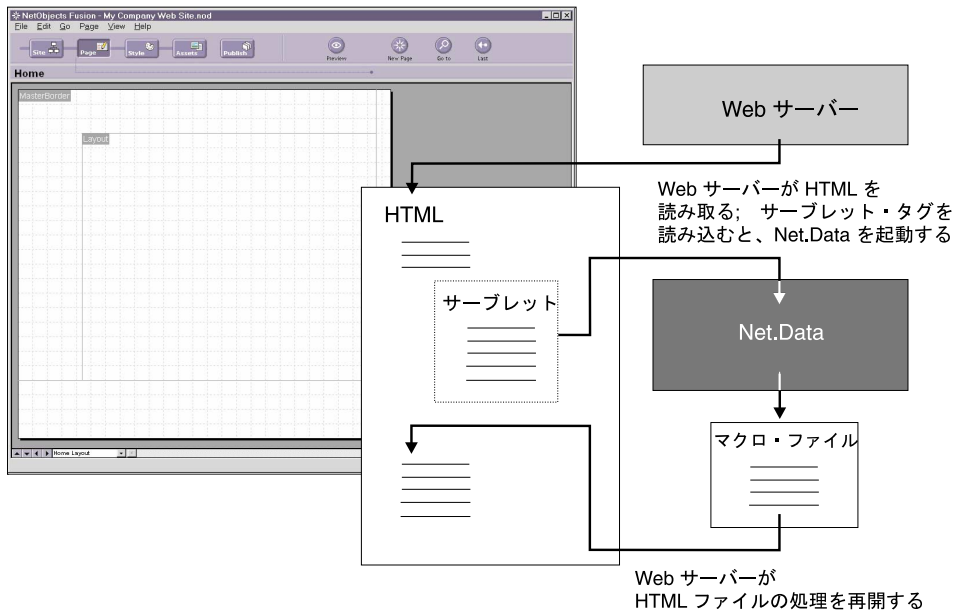 NetObjects Fusion - My Company Web Site.nod
File Edit Go Page View Help
Site Page Style Assets Publish Preview New Page Go to Last
Home
MasterBorder
Layout
Home Layout
Web サーバー
Web サーバーが HTML を
読み取る; サーブレット・タグを
読み込むと、Net.Data を起動する
HTML
サーブレット
Net.Data
マクロ・ファイル
Web サーバーが
HTML ファイルの処理を再開する